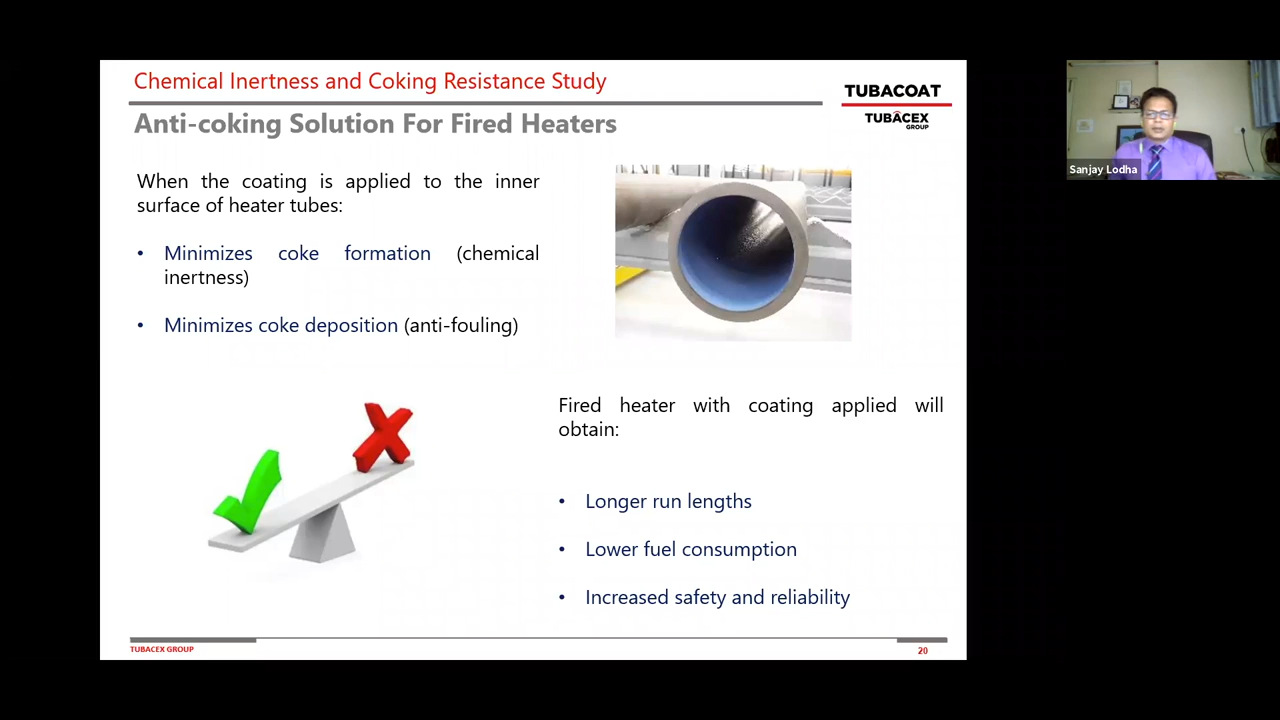 Chemical Inertness and Coking Resistance Study
TUBACOAT
TUBACEX
GROUP
Anti-coking Solution For Fired Heaters
When the coating is applied to the inner
surface of heater tubes:
• Minimizes coke formation (chemical
inertness)
• Minimizes coke deposition (anti-fouling)
Fired heater with coating applied will
obtain:
• Longer run lengths
• Lower fuel consumption
• Increased safety and reliability
TUBACEX GROUP
20
Sanjay Lodha